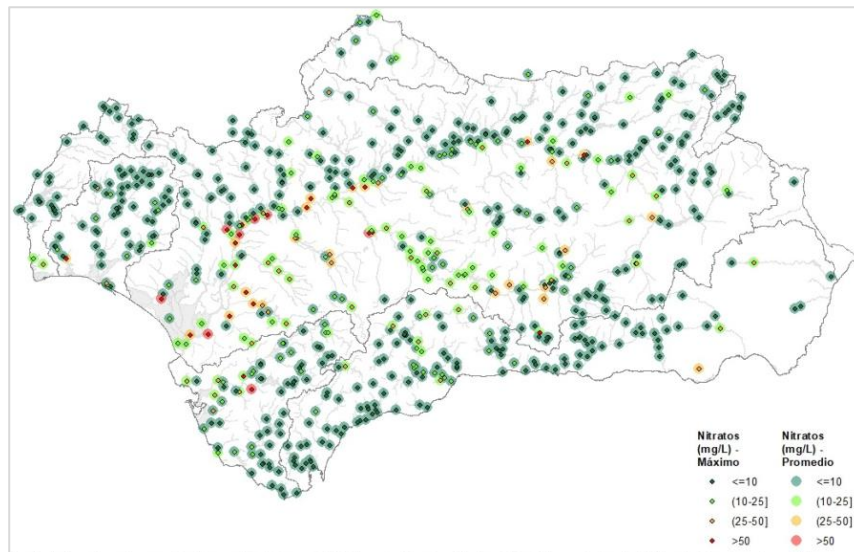 Nitratos
(mg/L) -
Máximo
<=10
(10-25]
(25-50]
>50
Nitratos
(mg/L) -
Promedio
<=10
(10-25]
(25-50]
>50